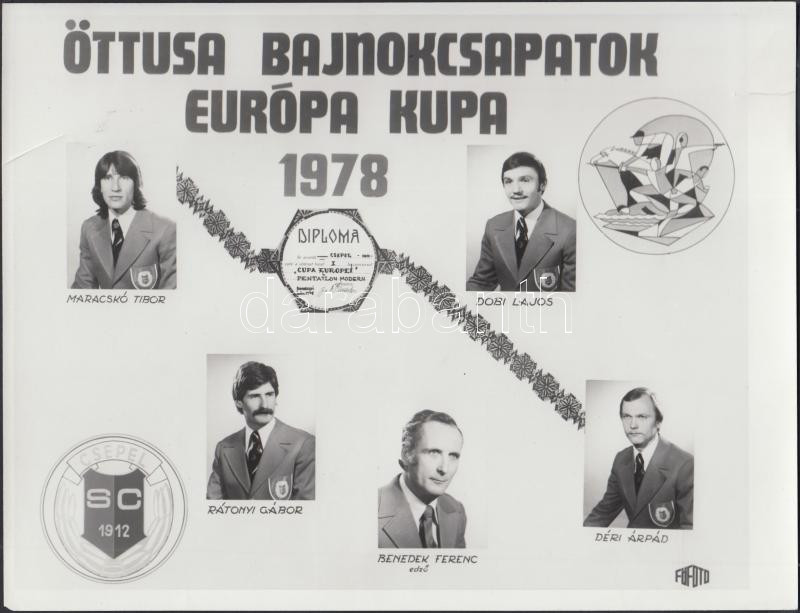 ÖTTUSA BAJNOKCSAPATOK
EURÓPA KUPA
1978
DIPLOMA
CSEPEL
"CUPA EUROPEI"
PENTATLON MODERN
MARACSKÓ TIBOR
DOBI LAJOS
darabanth
RÁTONYI GÁBOR
BENEDEK FERENC
edző
DÉRI ÁRPÁD
CSEPEL
SC
1912
FŐFOTO